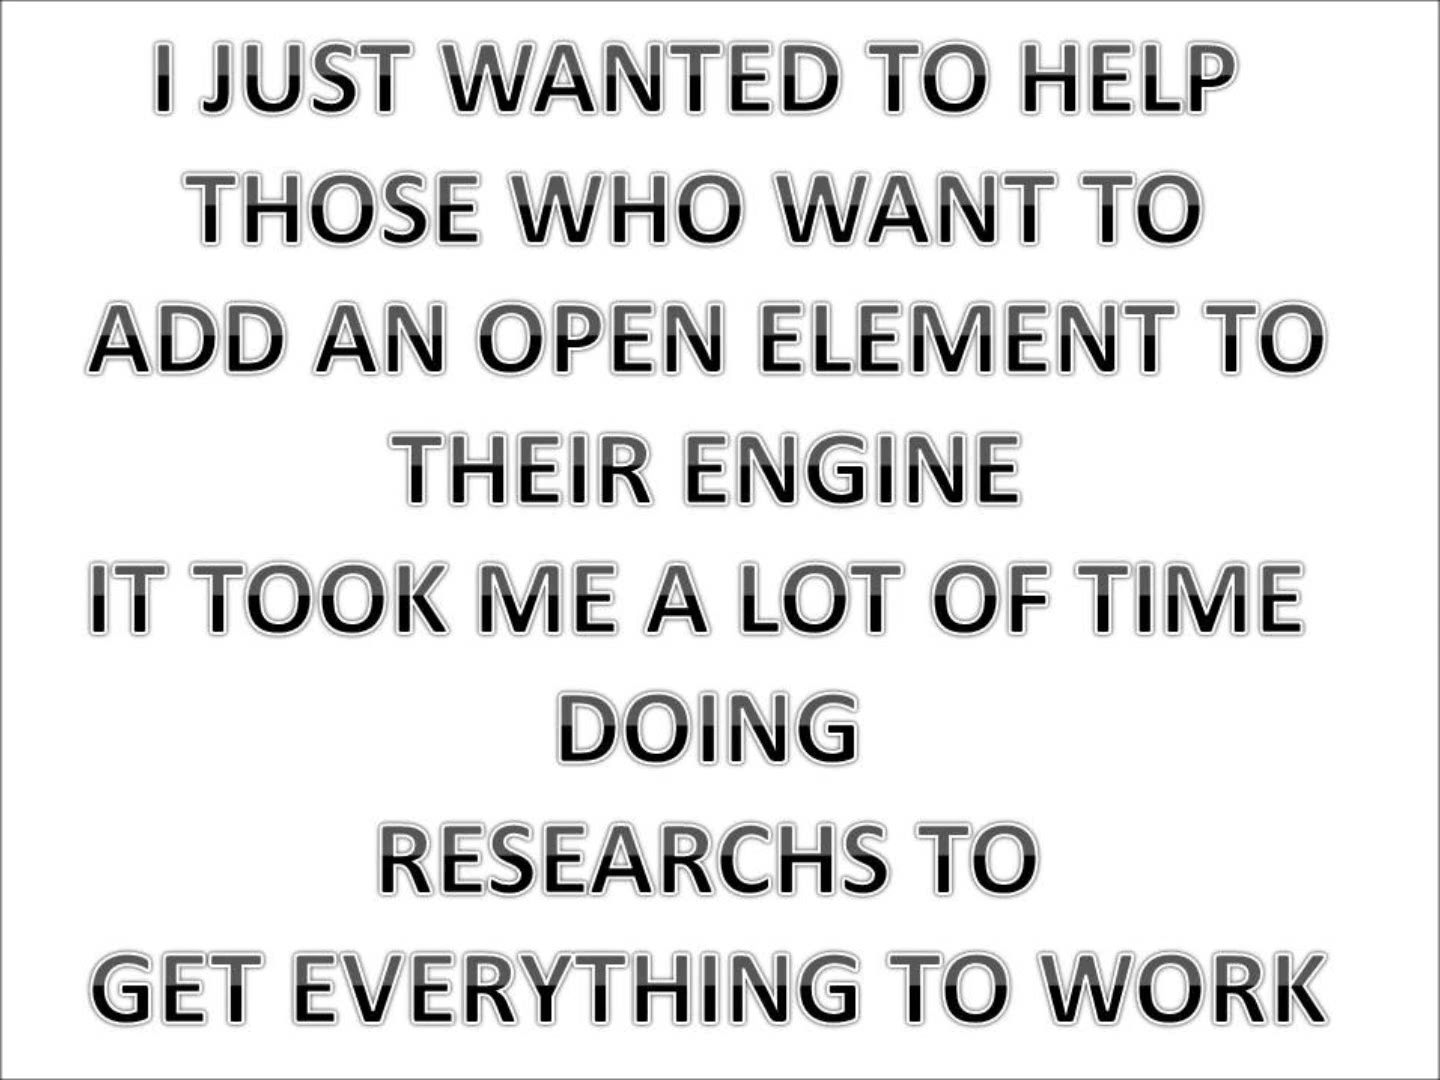 I JUST WANTED TO HELP
THOSE WHO WANT TO
ADD AN OPEN ELEMENT TO
THEIR ENGINE
IT TOOK ME A LOT OF TIME
DOING
RESEARCHS TO
GET EVERYTHING TO WORK